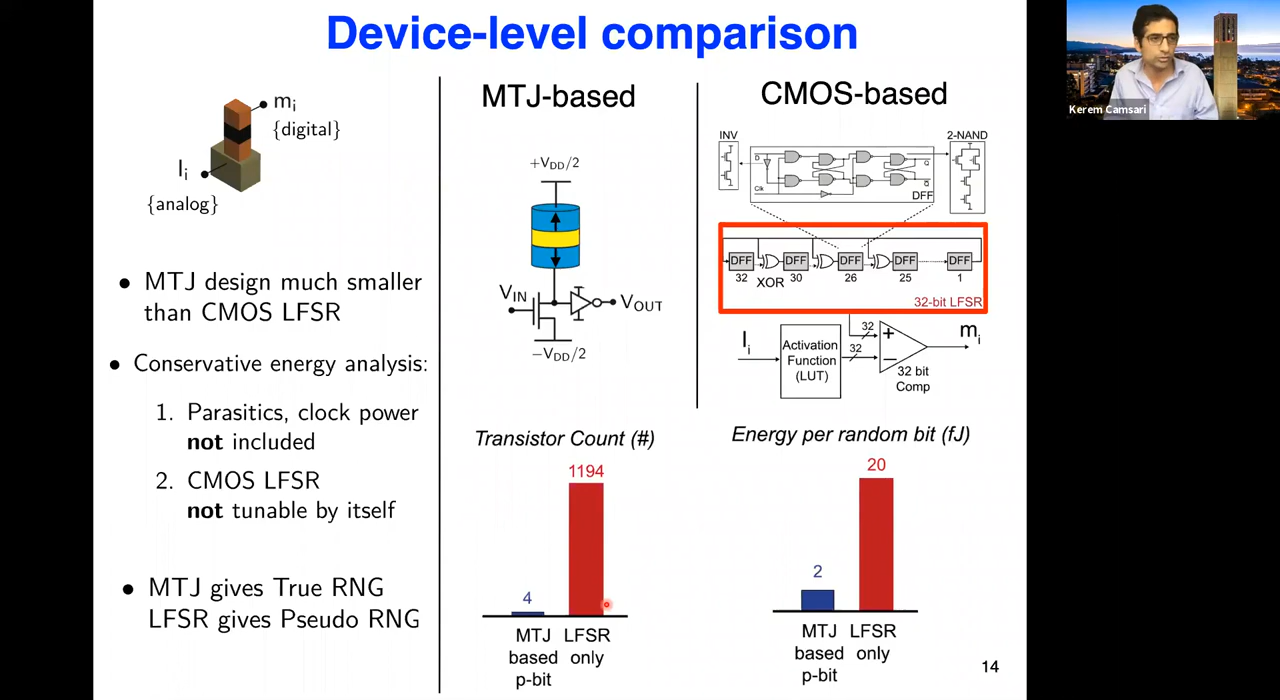 Device-level comparison
Kerem Camsari
mᵢ
{digital}
Iᵢ
{analog}
• MTJ design much smaller
than CMOS LFSR
• Conservative energy analysis:
1. Parasitics, clock power
not included
2. CMOS LFSR
not tunable by itself
• MTJ gives True RNG
LFSR gives Pseudo RNG
MTJ-based
+V_DD/2
V_IN
V_OUT
−V_DD/2
CMOS-based
INV
2-NAND
D
Q
Clk
Q̅
DFF
DFF DFF DFF DFF DFF
32 30 26 25 1
XOR
32-bit LFSR
Iᵢ
Activation
Function
(LUT)
32
32
+
−
32 bit
Comp
mᵢ
Transistor Count (#)
1194
4
MTJ
based
p-bit
LFSR
only
Energy per random bit (fJ)
20
2
MTJ
based
p-bit
LFSR
only
14